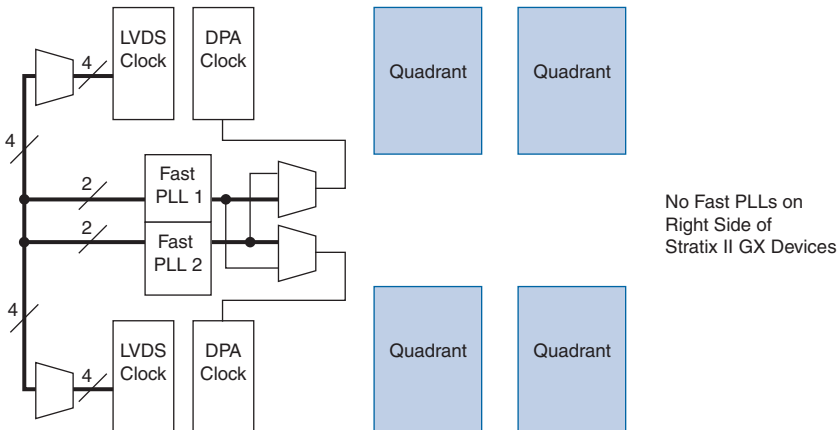 LVDS
Clock
DPA
Clock
Quadrant
Quadrant
4
4
2
Fast
PLL 1
2
Fast
PLL 2
No Fast PLLs on
Right Side of
Stratix II GX Devices
4
4
LVDS
Clock
DPA
Clock
Quadrant
Quadrant